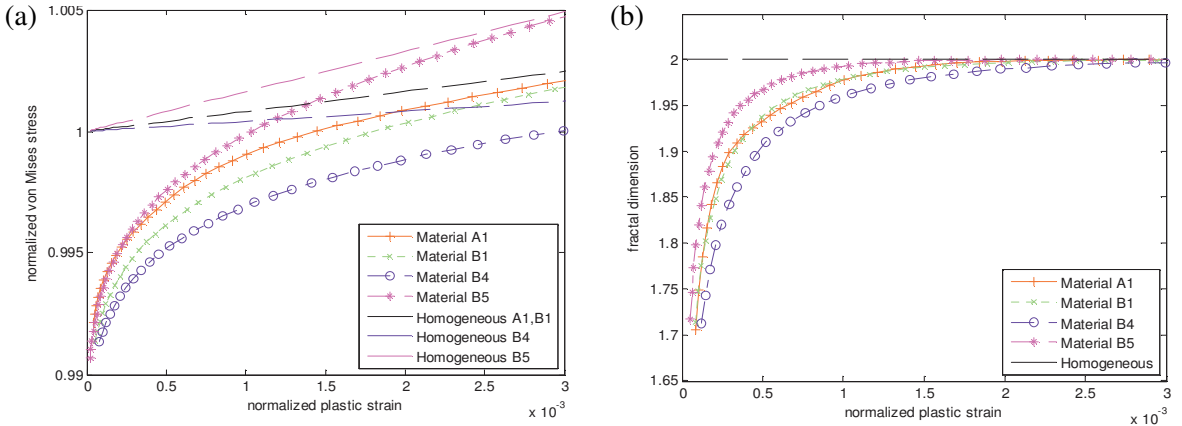 (a)
1.005
1
0.995
0.99
normalized von Mises stress
Material A1
Material B1
Material B4
Material B5
Homogeneous A1,B1
Homogeneous B4
Homogeneous B5
0 0.5 1 1.5 2 2.5 3
normalized plastic strain
x 10⁻³
(b)
2
1.95
1.9
1.85
1.8
1.75
1.7
1.65
fractal dimension
Material A1
Material B1
Material B4
Material B5
Homogeneous
0 0.5 1 1.5 2 2.5 3
normalized plastic strain
x 10⁻³